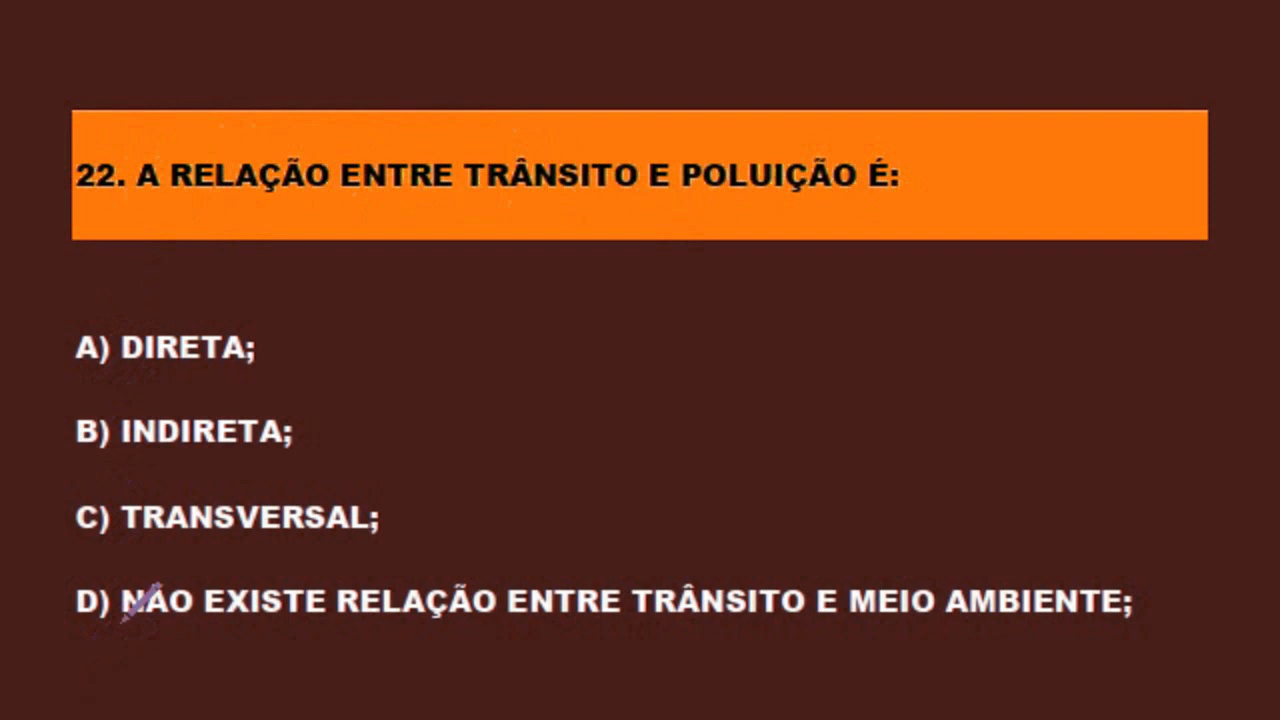 22. A RELAÇÃO ENTRE TRÂNSITO E POLUIÇÃO É:
A) DIRETA;
B) INDIRETA;
C) TRANSVERSAL;
D) NÃO EXISTE RELAÇÃO ENTRE TRÂNSITO E MEIO AMBIENTE;